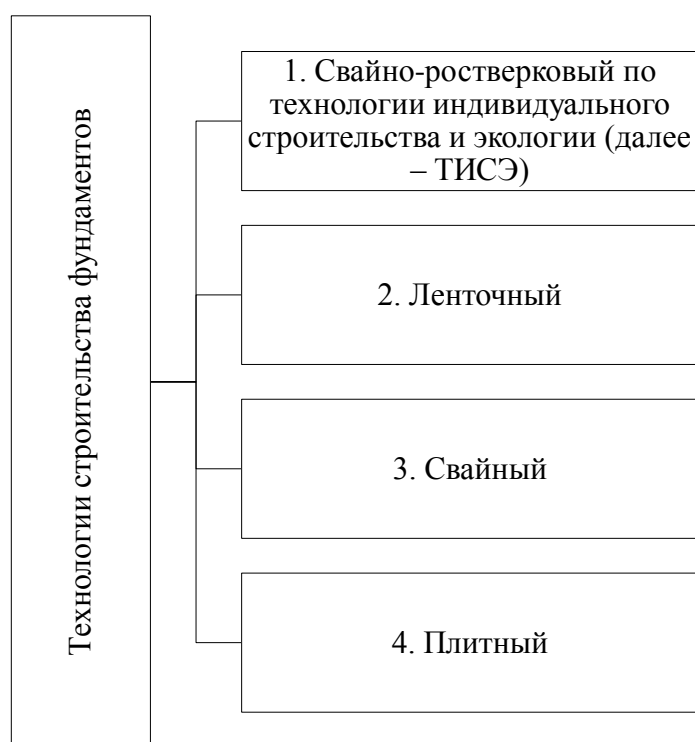 Технологии строительства фундаментов
1. Свайно-ростверковый по
технологии индивидуального
строительства и экологии (далее
– ТИСЭ)
2. Ленточный
3. Свайный
4. Плитный